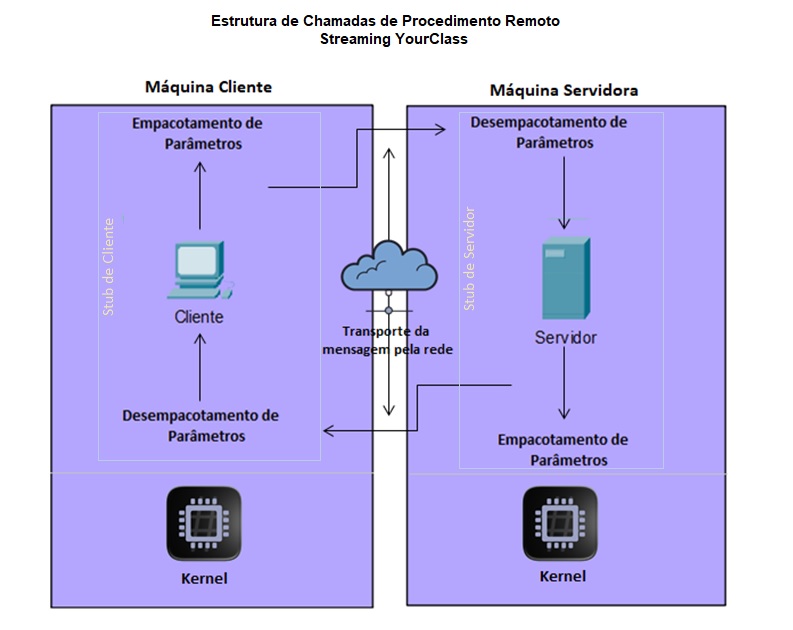 Estrutura de Chamadas de Procedimento Remoto
Streaming YourClass
Máquina Cliente
Máquina Servidora
Empacotamento de
Parâmetros
Desempacotamento de
Parâmetros
Stub de Cliente
Stub de Servidor
Cliente
Servidor
Transporte da
mensagem pela rede
Desempacotamento de
Parâmetros
Empacotamento de
Parâmetros
Kernel
Kernel